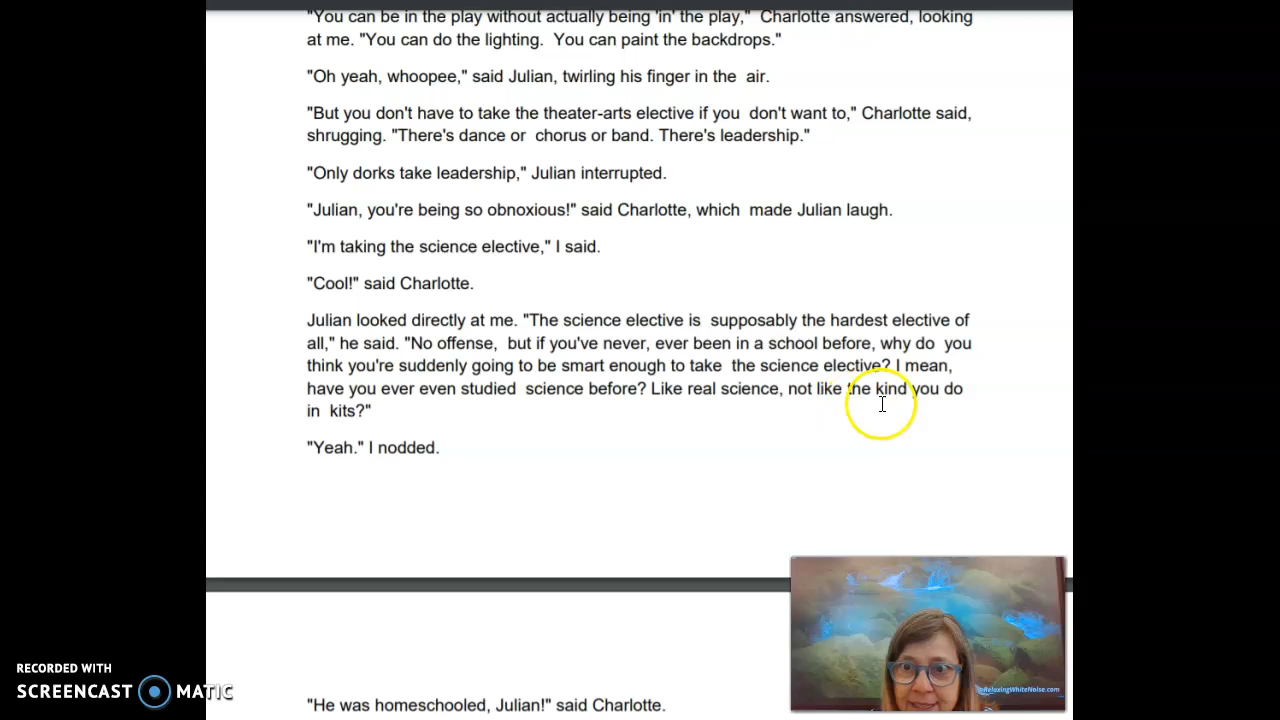 "You can be in the play without actually being 'in' the play," Charlotte answered, looking
at me. "You can do the lighting. You can paint the backdrops."
"Oh yeah, whoopee," said Julian, twirling his finger in the air.
"But you don't have to take the theater-arts elective if you don't want to," Charlotte said,
shrugging. "There's dance or chorus or band. There's leadership."
"Only dorks take leadership," Julian interrupted.
"Julian, you're being so obnoxious!" said Charlotte, which made Julian laugh.
"I'm taking the science elective," I said.
"Cool!" said Charlotte.
Julian looked directly at me. "The science elective is supposably the hardest elective of
all," he said. "No offense, but if you've never, ever been in a school before, why do you
think you're suddenly going to be smart enough to take the science elective? I mean,
have you ever even studied science before? Like real science, not like the kind you do
in kits?"
"Yeah." I nodded.
"He was homeschooled, Julian!" said Charlotte.
RelaxingWhiteNoise.com
RECORDED WITH
SCREENCAST MATIC